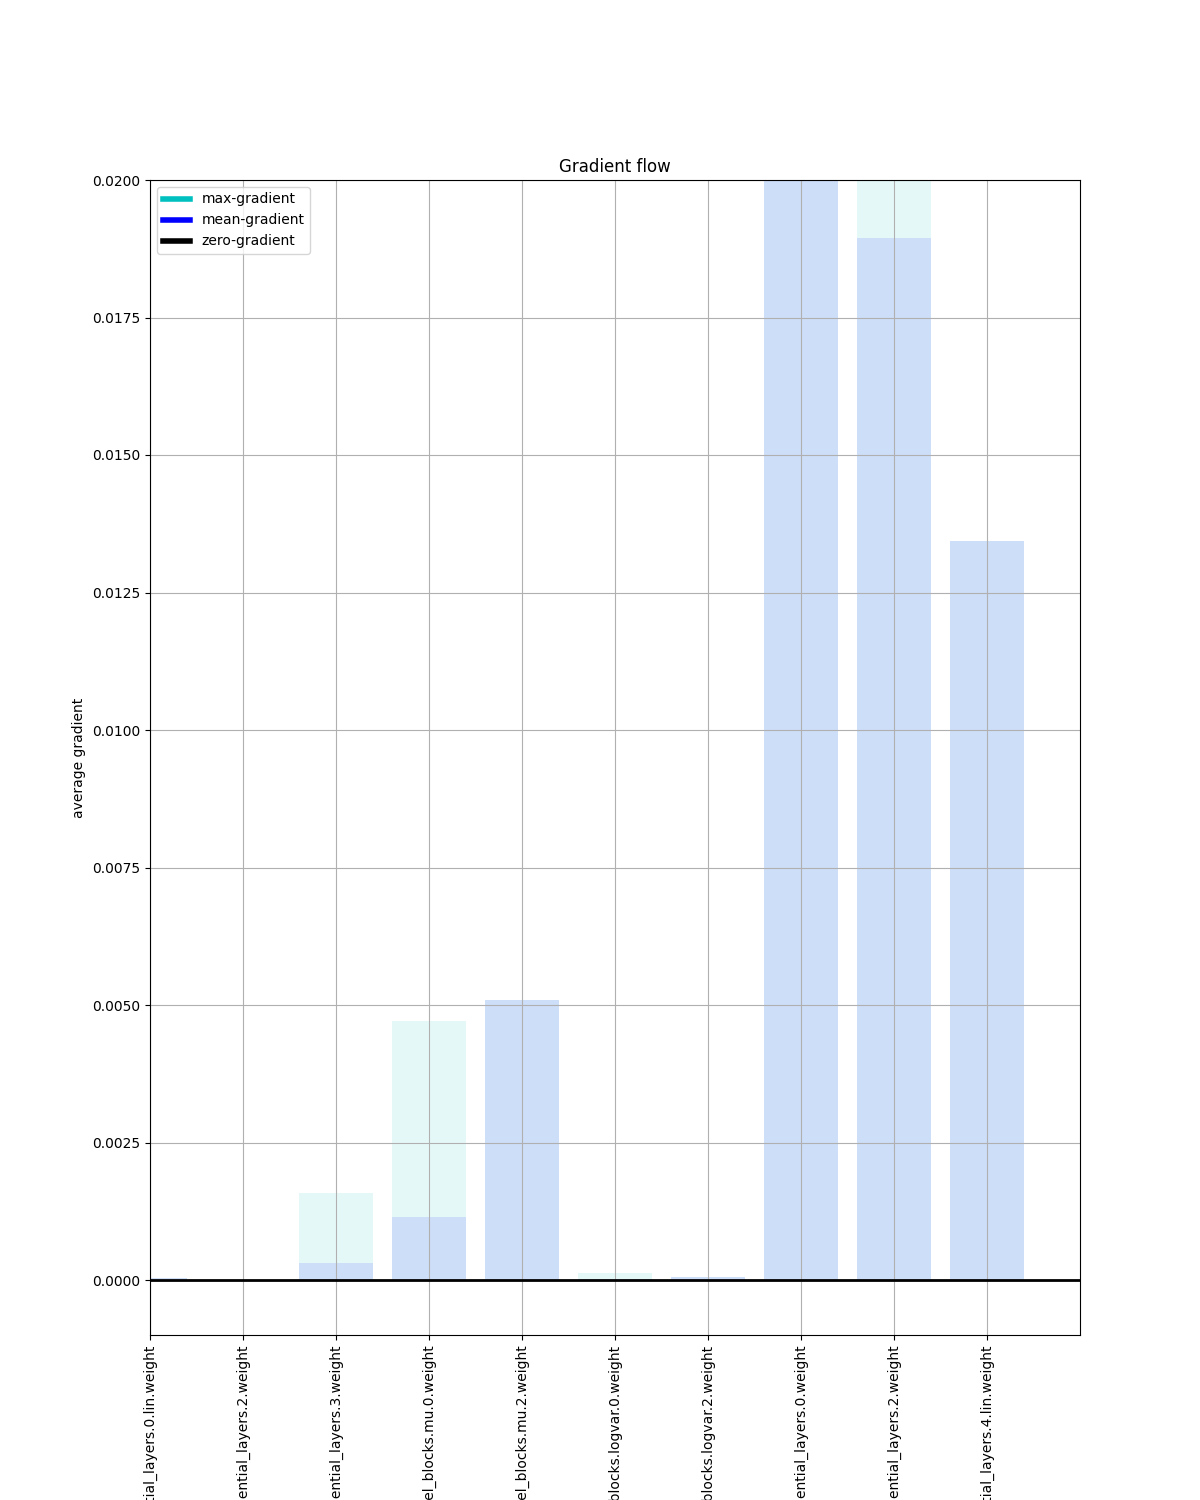 Gradient flow
max-gradient
mean-gradient
zero-gradient
0.0200
0.0175
0.0150
0.0125
0.0100
0.0075
0.0050
0.0025
0.0000
average gradient
tial_layers.0.lin.weight
ential_layers.2.weight
ential_layers.3.weight
el_blocks.mu.0.weight
el_blocks.mu.2.weight
blocks.logvar.0.weight
blocks.logvar.2.weight
ential_layers.0.weight
ential_layers.2.weight
tial_layers.4.lin.weight